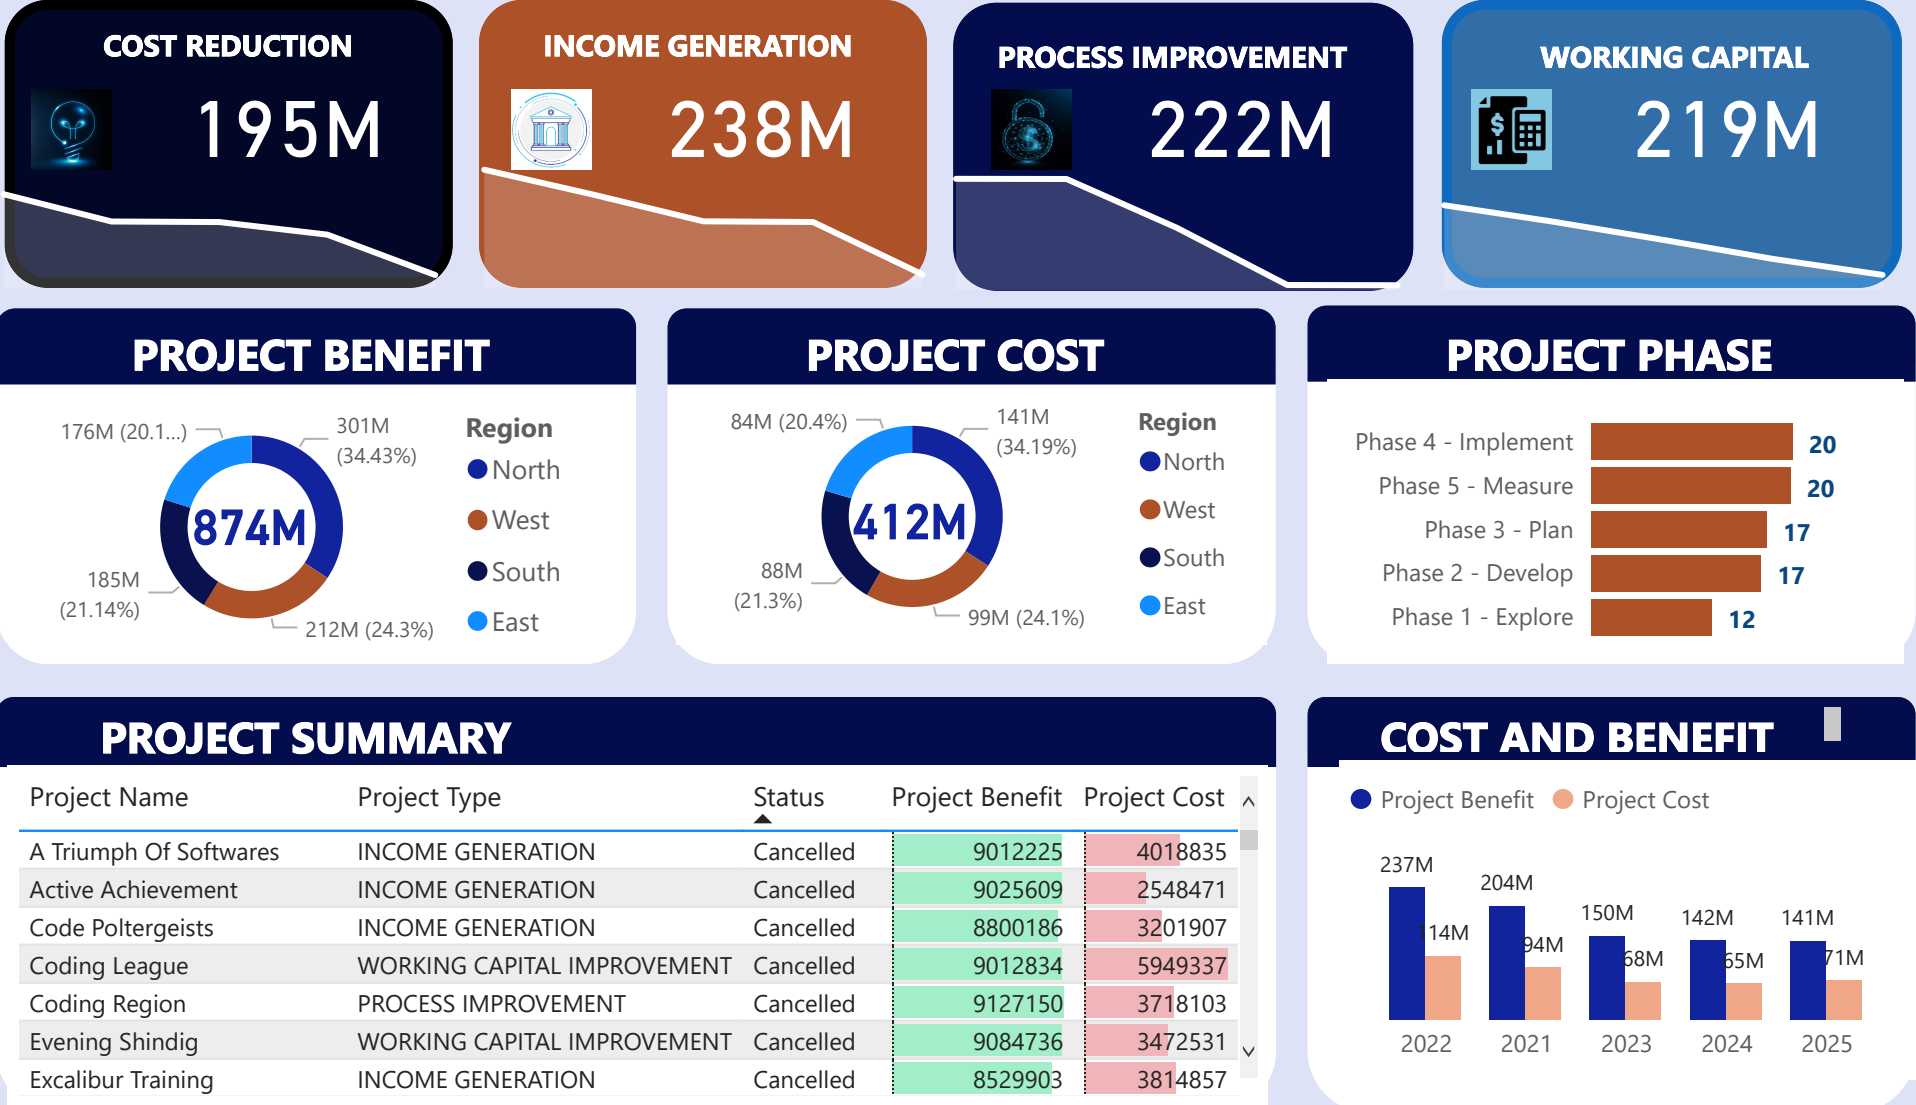 COST REDUCTION
195M
INCOME GENERATION
238M
PROCESS IMPROVEMENT
222M
WORKING CAPITAL
219M
PROJECT BENEFIT
176M (20.1...)
301M
(34.43%)
874M
185M
(21.14%)
212M (24.3%)
Region
North
West
South
East
PROJECT COST
84M (20.4%)
141M
(34.19%)
412M
88M
(21.3%)
99M (24.1%)
Region
North
West
South
East
PROJECT PHASE
Phase 4 - Implement 20
Phase 5 - Measure 20
Phase 3 - Plan 17
Phase 2 - Develop 17
Phase 1 - Explore 12
PROJECT SUMMARY
Project Name Project Type Status Project Benefit Project Cost
A Triumph Of Softwares INCOME GENERATION Cancelled 9012225 4018835
Active Achievement INCOME GENERATION Cancelled 9025609 2548471
Code Poltergeists INCOME GENERATION Cancelled 8800186 3201907
Coding League WORKING CAPITAL IMPROVEMENT Cancelled 9012834 5949337
Coding Region PROCESS IMPROVEMENT Cancelled 9127150 3718103
Evening Shindig WORKING CAPITAL IMPROVEMENT Cancelled 9084736 3472531
Excalibur Training INCOME GENERATION Cancelled 8529903 3814857
COST AND BENEFIT
Project Benefit Project Cost
237M
114M
204M
94M
150M
68M
142M
65M
141M
71M
2022 2021 2023 2024 2025